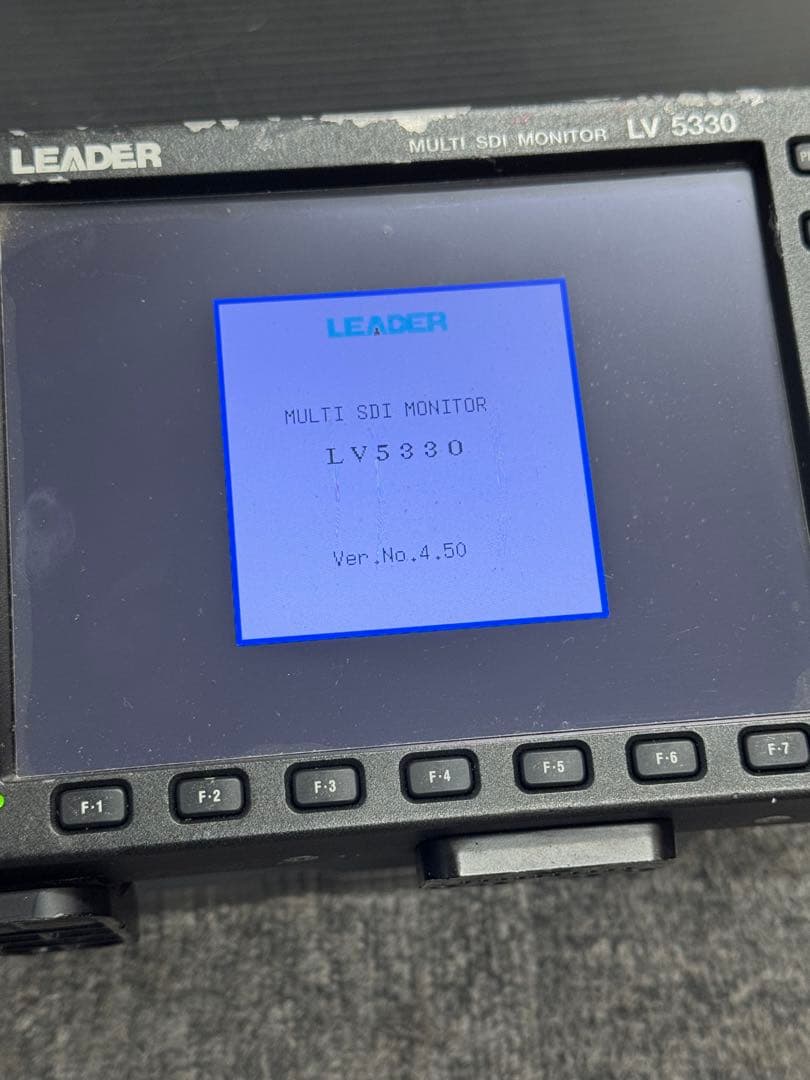 LEADER
MULTI SDI MONITOR LV 5330
LEADER
MULTI SDI MONITOR
LV5330
Ver.No.4.50
F·1 F·2 F·3 F·4 F·5 F·6 F·7